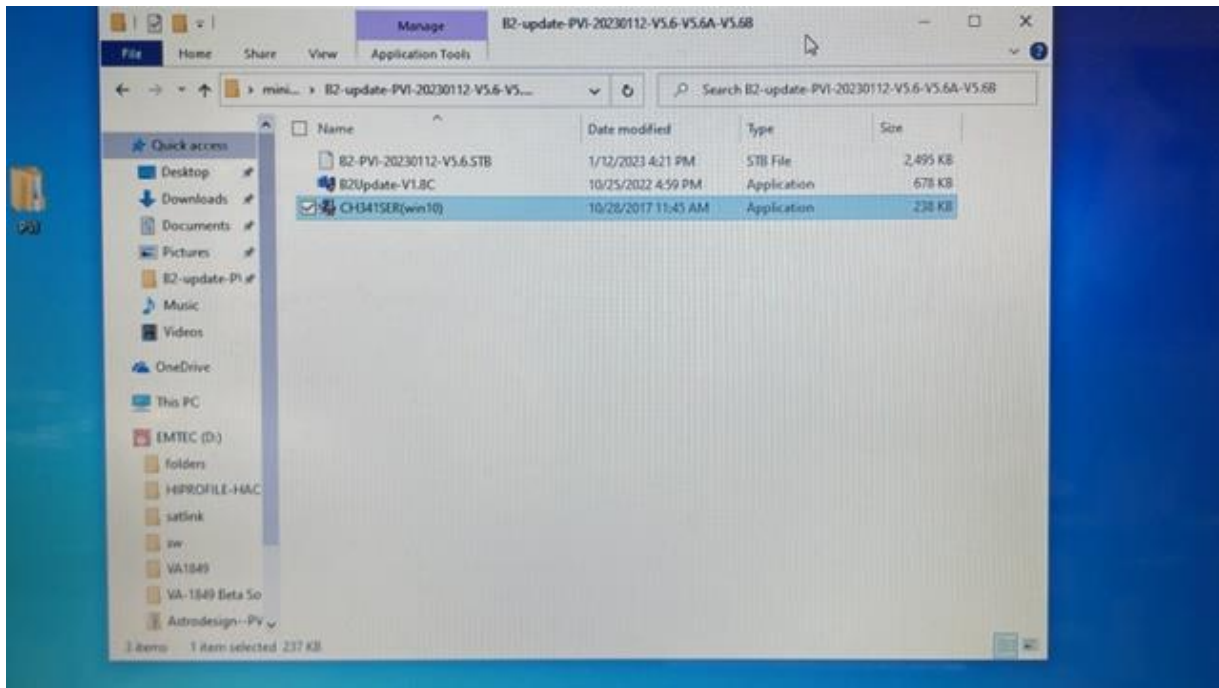 Manage
B2-update-PVI-20230112-V5.6-V5.6A-V5.6B
File Home Share View Application Tools
mini... B2-update-PVI-20230112-V5.6-V5....
Search B2-update-PVI-20230112-V5.6-V5.6A-V5.6B
Name Date modified Type Size
B2-PVI-20230112-V5.6.STB 1/12/2023 4:21 PM STB File 2,495 KB
B2Update-V1.8C 10/25/2022 4:59 PM Application 678 KB
CH341SER(win10) 10/28/2017 11:45 AM Application 238 KB
Quick access
Desktop
Downloads
Documents
Pictures
B2-update-PV
Music
Videos
OneDrive
This PC
EMTEC (D:)
folders
HIPROFILE-HAC
satlink
sw
VA1849
VA-1849 Beta So
Astrodesign--PV
3 items 1 item selected 237 KB